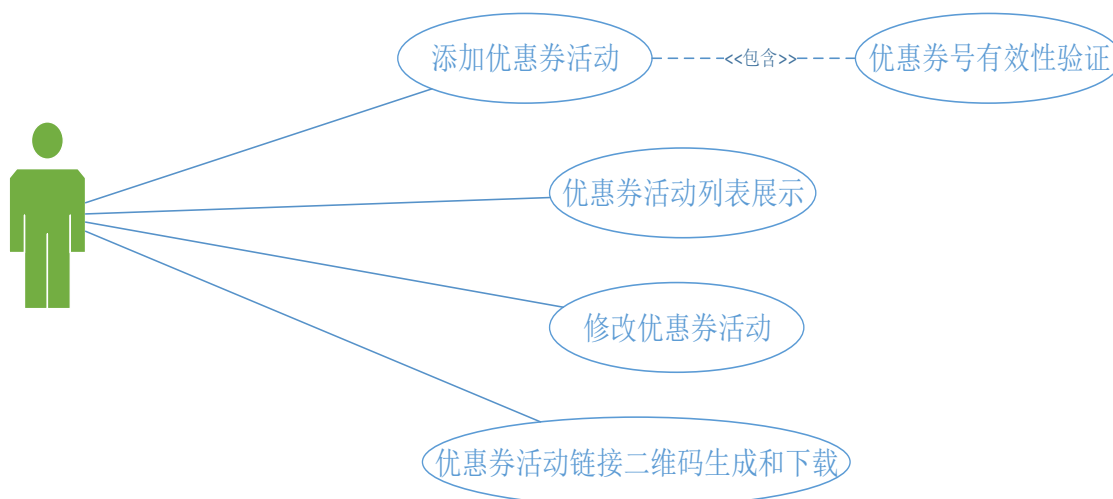 添加优惠券活动
<<包含>>
优惠券号有效性验证
优惠券活动列表展示
修改优惠券活动
优惠券活动链接二维码生成和下载